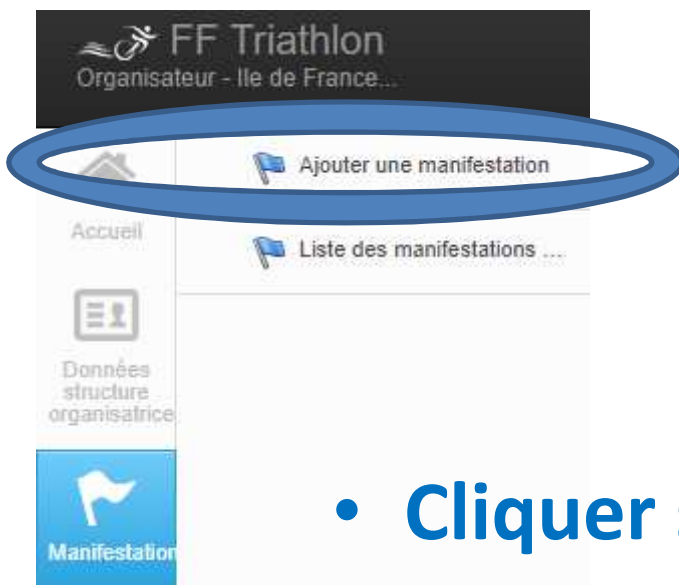 FF Triathlon
Organisateur - Ile de France...
Ajouter une manifestation
Accueil
Liste des manifestations ...
Données
structure
organisatrice
Manifestation
• Cliquer